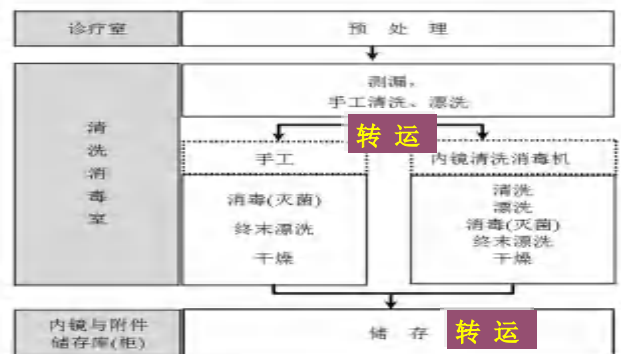 诊疗室
预 处 理
清
洗
消
毒
室
测漏，
手工清洗、漂洗
转 运
手工
内镜清洗消毒机
消毒(灭菌)
终末漂洗
干燥
清洗
漂洗
消毒(灭菌)
终末漂洗
干燥
内镜与附件
储存库(柜)
储 存
转 运